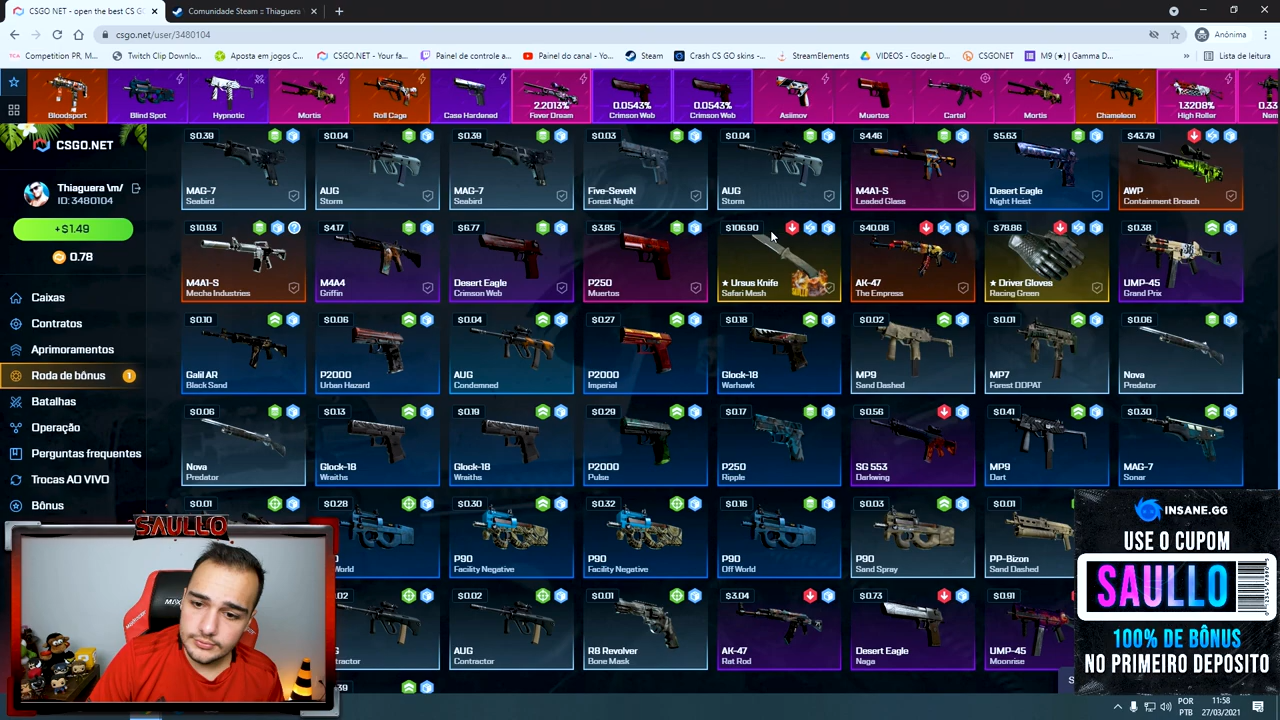 CSGO.NET - open the best CS GO
Comunidade Steam :: Thiaguera
csgo.net/user/3480104
Anônima
Competition PR, M...
Twitch Clip Downlo...
Aposta em jogos C...
CSGO.NET - Your fa...
Painel de controle a...
Painel do canal - Yo...
Steam
Crash CS GO skins -...
StreamElements
VIDEOS - Google D...
CSGONET
M9 (★) | Gamma D...
»
Lista de leitura
Bloodsport
Blind Spot
Hypnotic
Mortis
Roll Cage
Case Hardened
2.2013%
Fever Dream
0.0543%
Crimson Web
0.0543%
Crimson Web
Asiimov
Muertos
Cartel
Mortis
Chameleon
1.3208%
High Roller
CSGO.NET
Thiaguera \m/
ID: 3480104
+$1.49
0.78
Caixas
Contratos
Aprimoramentos
Roda de bônus
1
Batalhas
Operação
Perguntas frequentes
Trocas AO VIVO
Bônus
$0.39
MAG-7
Seabird
$0.04
AUG
Storm
$0.39
MAG-7
Seabird
$0.03
Five-SeveN
Forest Night
$0.04
AUG
Storm
$4.46
M4A1-S
Leaded Glass
$5.63
Desert Eagle
Night Heist
$43.79
AWP
Containment Breach
$10.93
M4A1-S
Mecha Industries
$4.17
M4A4
Griffin
$6.77
Desert Eagle
Crimson Web
$3.85
P250
Muertos
$106.90
★ Ursus Knife
Safari Mesh
$40.08
AK-47
The Empress
$78.86
★ Driver Gloves
Racing Green
$0.38
UMP-45
Grand Prix
$0.10
Galil AR
Black Sand
$0.06
P2000
Urban Hazard
$0.04
AUG
Condemned
$0.27
P2000
Imperial
$0.18
Glock-18
Warhawk
$0.02
MP9
Sand Dashed
$0.01
MP7
Forest DDPAT
$0.06
Nova
Predator
$0.06
Nova
Predator
$0.13
Glock-18
Wraiths
$0.19
Glock-18
Wraiths
$0.29
P2000
Pulse
$0.17
P250
Ripple
$0.56
SG 553
Darkwing
$0.41
MP9
Dart
$0.30
MAG-7
Sonar
$0.01
$0.28
World
$0.30
P90
Facility Negative
$0.32
P90
Facility Negative
$0.16
P90
Off World
$0.03
P90
Sand Spray
$0.01
PP-Bizon
Sand Dashed
.02
tractor
$0.02
AUG
Contractor
$0.01
R8 Revolver
Bone Mask
$3.04
AK-47
Rat Rod
$0.73
Desert Eagle
Naga
$0.91
UMP-45
Moonrise
.39
SAULLO
INSANE.GG
USE O CUPOM
SAULLO
100% DE BÔNUS
NO PRIMEIRO DEPOSITO
POR
PTB
11:58
27/03/2021